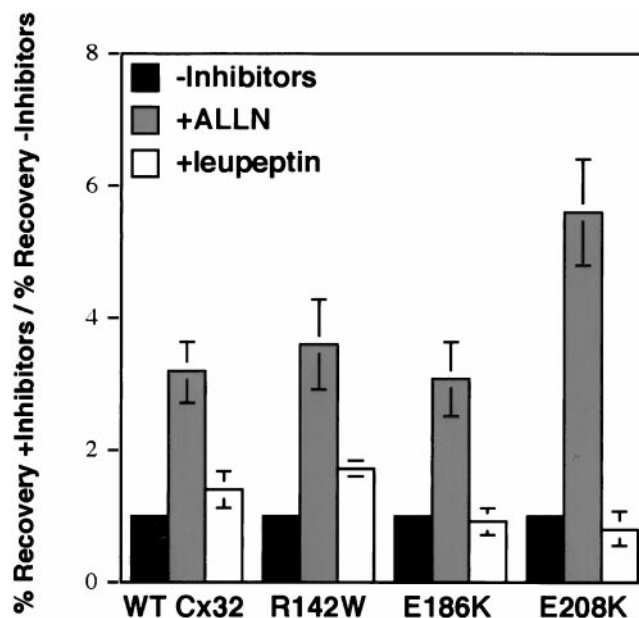 % Recovery +Inhibitors / % Recovery -Inhibitors
8
6
4
2
0
-Inhibitors
+ALLN
+leupeptin
WT Cx32 R142W E186K E208K